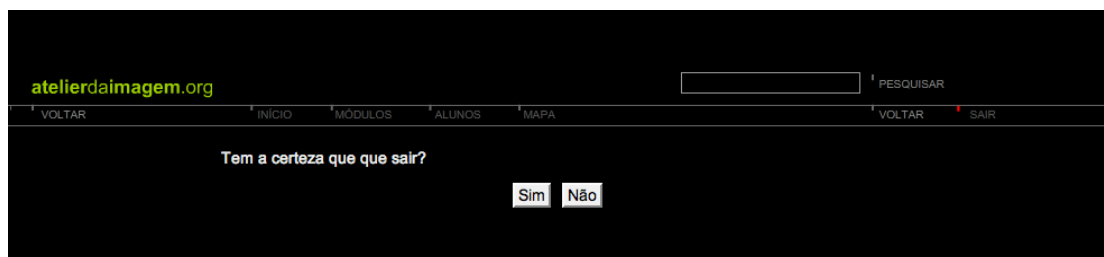 atelierdaimagem.org
PESQUISAR
VOLTAR INÍCIO MÓDULOS ALUNOS MAPA VOLTAR SAIR
Tem a certeza que que sair?
Sim Não